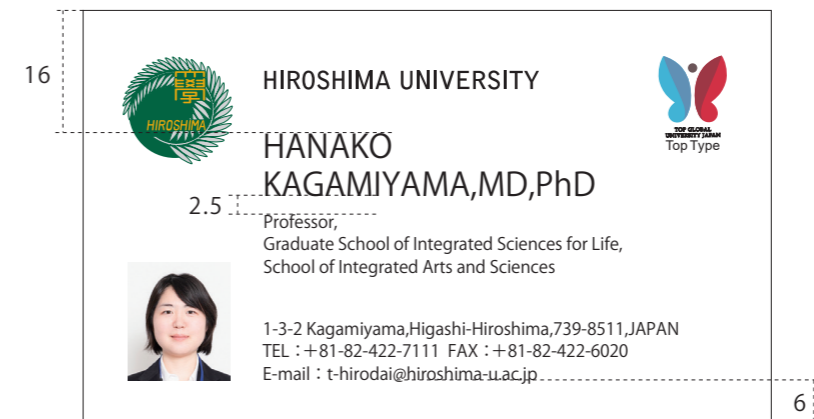 16
學
HIROSHIMA
HIROSHIMA UNIVERSITY
TOP GLOBAL
UNIVERSITY JAPAN
Top Type
HANAKO
KAGAMIYAMA,MD,PhD
2.5
Professor,
Graduate School of Integrated Sciences for Life,
School of Integrated Arts and Sciences
1-3-2 Kagamiyama,Higashi-Hiroshima,739-8511,JAPAN
TEL：＋81-82-422-7111 FAX：＋81-82-422-6020
E-mail：t-hirodai@hiroshima-u.ac.jp
6